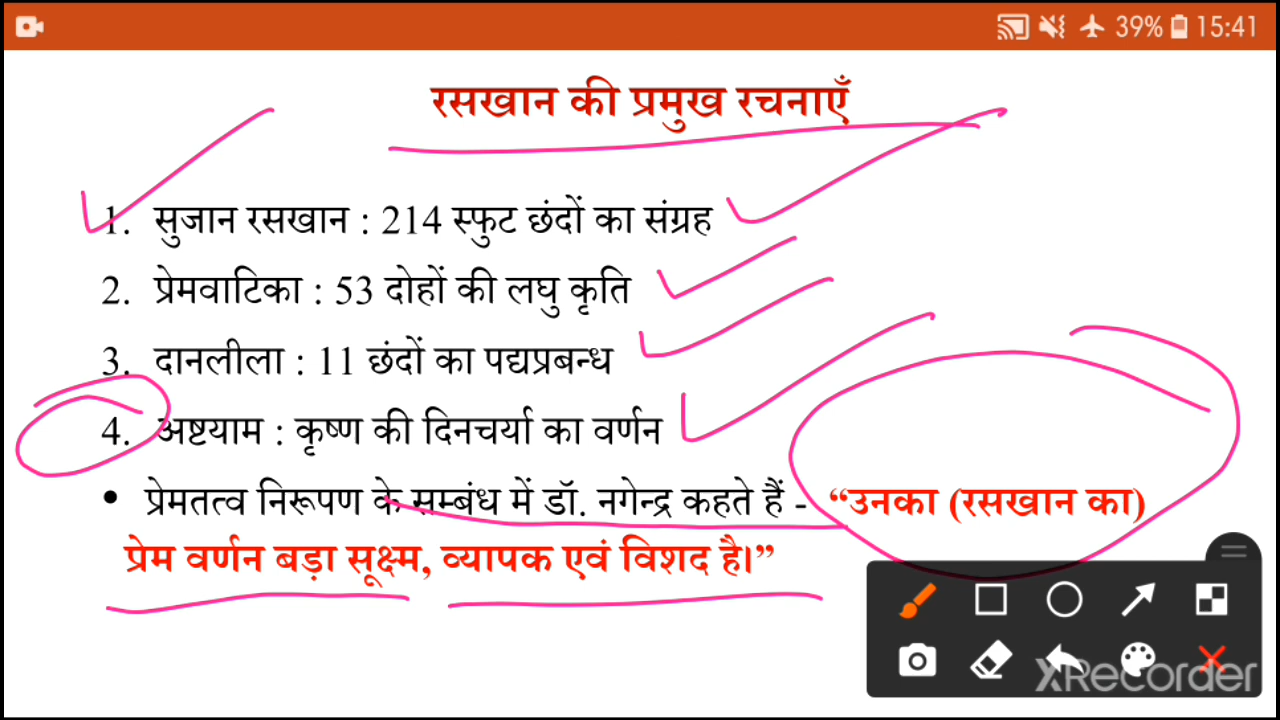 39% 15:41
रसखान की प्रमुख रचनाएँ
1. सुजान रसखान : 214 स्फुट छंदों का संग्रह
2. प्रेमवाटिका : 53 दोहों की लघु कृति
3. दानलीला : 11 छंदों का पद्यप्रबन्ध
4. अष्टयाम : कृष्ण की दिनचर्या का वर्णन
• प्रेमतत्व निरूपण के सम्बंध में डॉ. नगेन्द्र कहते हैं - “उनका (रसखान का)
प्रेम वर्णन बड़ा सूक्ष्म, व्यापक एवं विशद है।”
XRecorder